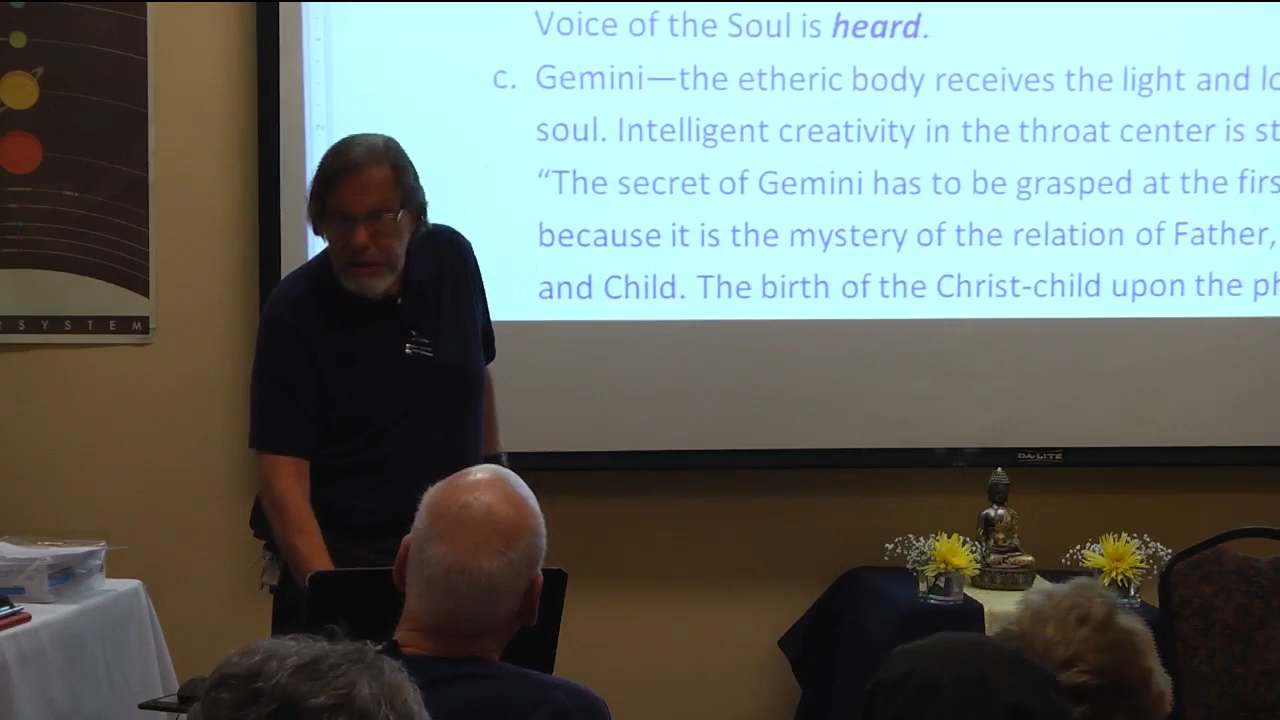 Voice of the Soul is heard.
c. Gemini—the etheric body receives the light and lo
soul. Intelligent creativity in the throat center is st
“The secret of Gemini has to be grasped at the firs
because it is the mystery of the relation of Father,
and Child. The birth of the Christ-child upon the ph
R SYSTEM
DA-LITE